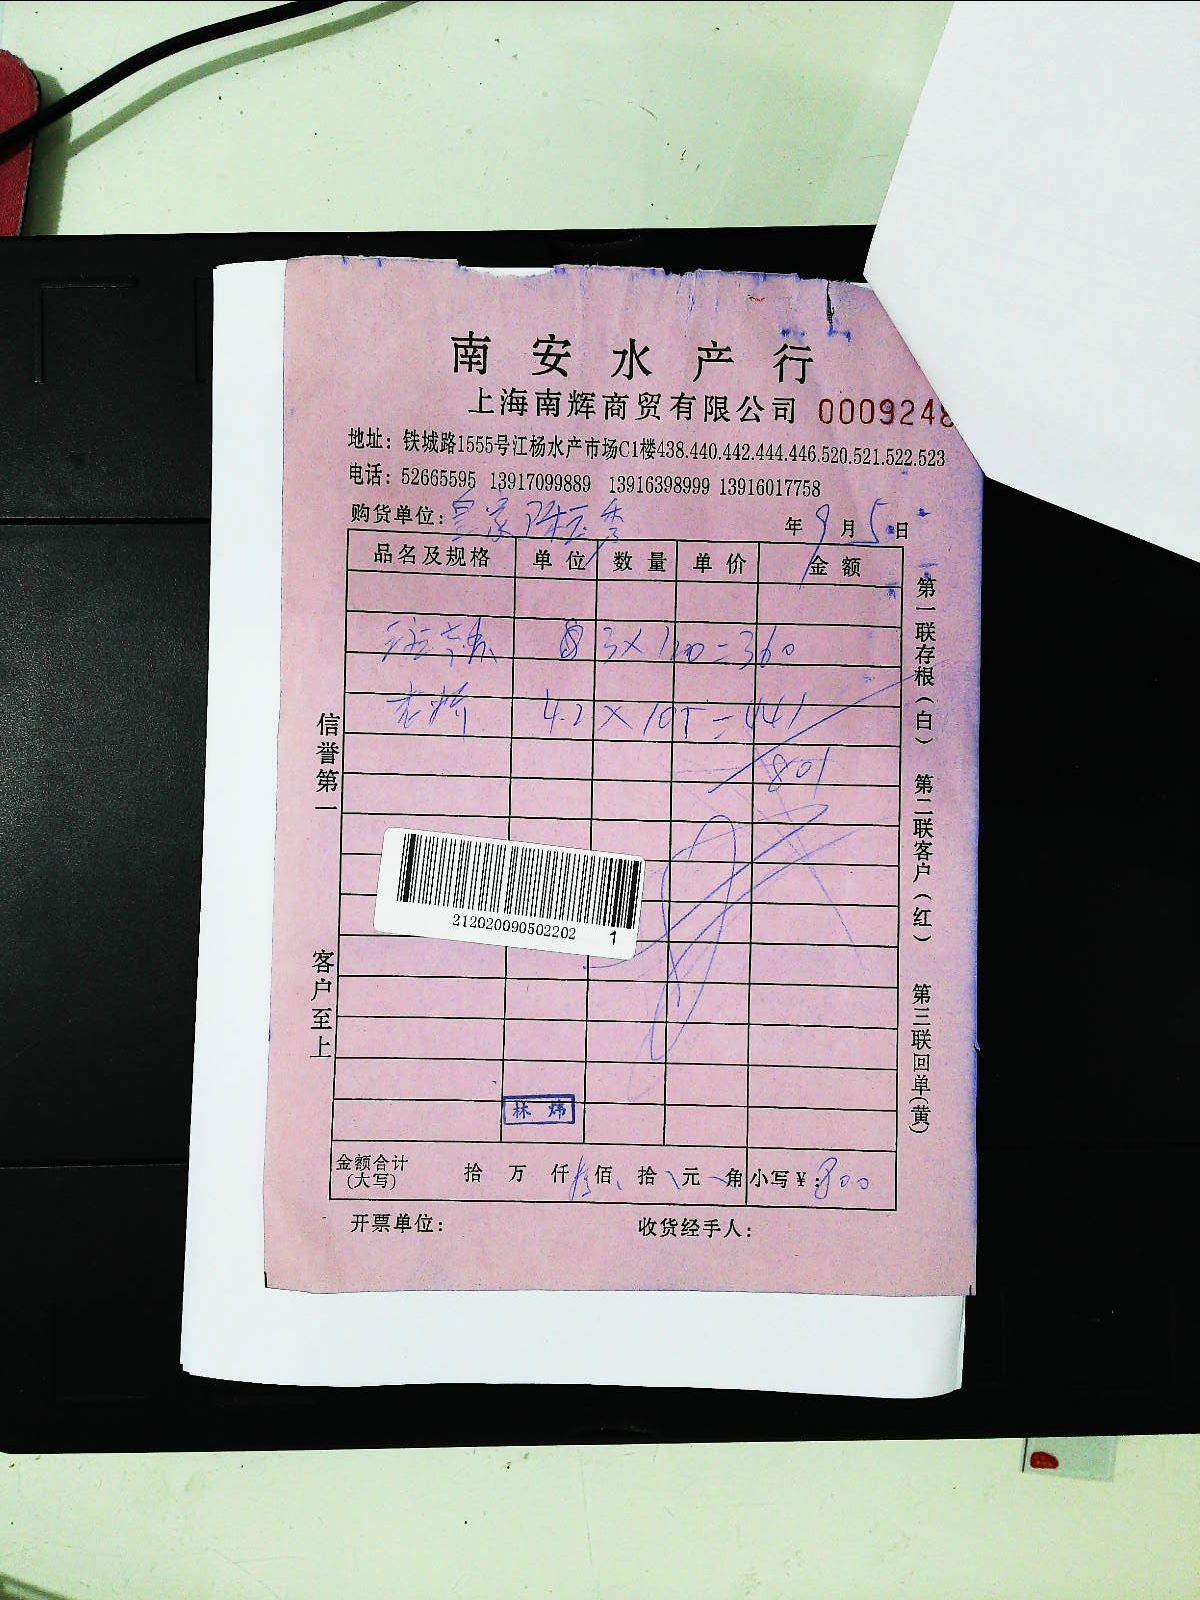 南安水产行
上海南辉商贸有限公司 0009248
地址：铁城路1555号江杨水产市场C1楼438.440.442.444.446.520.521.522.523
电话：52665595 13917099889 13916398999 13916017758
购货单位：皇家
年 9月 5日
品名及规格 单位 数量 单价 金额
3×120=360
4.2×105=441
801
212020090502202 1
林炜
金额合计(大写) 拾 万 仟 捌佰 拾 元 角 小写￥：800
开票单位： 收货经手人：
信誉第一
客户至上
第一联存根(白)
第二联客户(红)
第三联回单(黄)